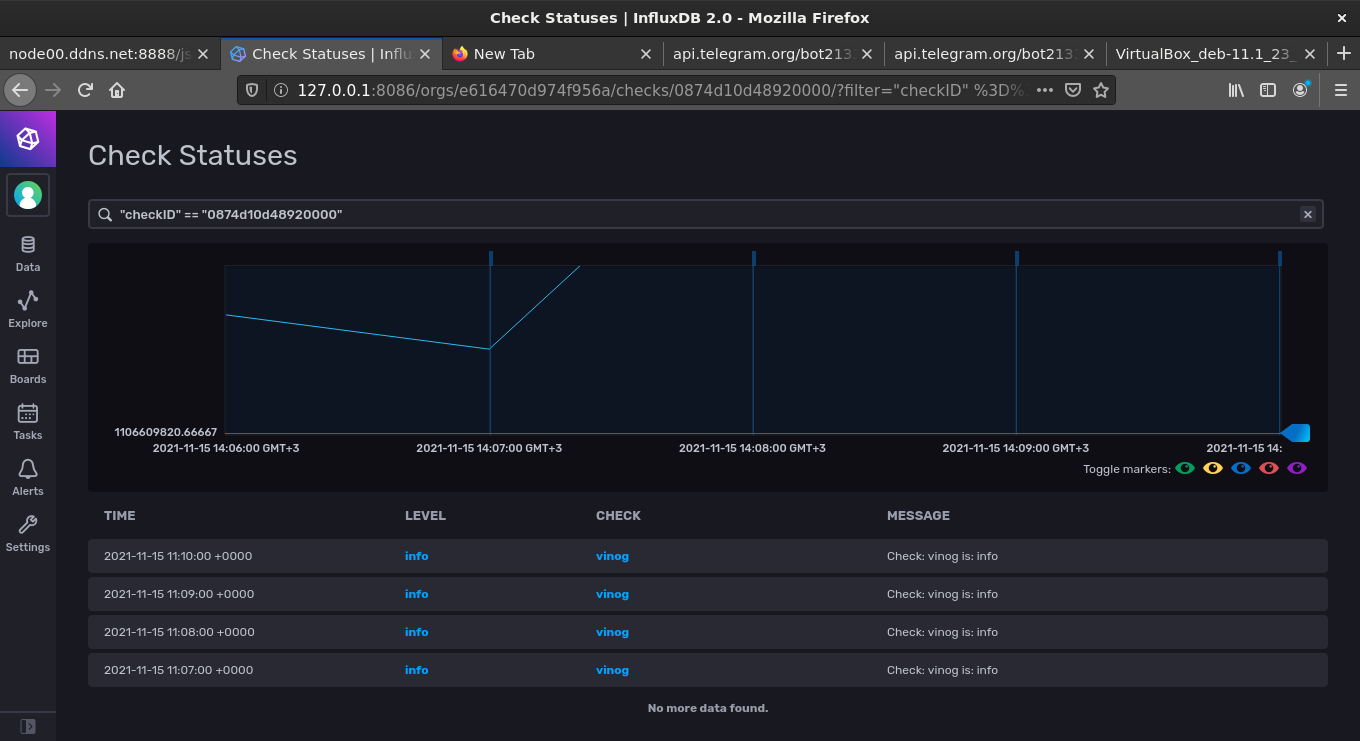 Check Statuses | InfluxDB 2.0 - Mozilla Firefox
node00.ddns.net:8888/js
Check Statuses | Influ
New Tab
api.telegram.org/bot213
api.telegram.org/bot213
VirtualBox_deb-11.1_23_
127.0.0.1:8086/orgs/e616470d974f956a/checks/0874d10d48920000/?filter="checkID" %3D%
Check Statuses
"checkID" == "0874d10d48920000"
Data
Explore
Boards
Tasks
Alerts
Settings
1106609820.66667
2021-11-15 14:06:00 GMT+3
2021-11-15 14:07:00 GMT+3
2021-11-15 14:08:00 GMT+3
2021-11-15 14:09:00 GMT+3
2021-11-15 14:
Toggle markers:
TIME LEVEL CHECK MESSAGE
2021-11-15 11:10:00 +0000 info vinog Check: vinog is: info
2021-11-15 11:09:00 +0000 info vinog Check: vinog is: info
2021-11-15 11:08:00 +0000 info vinog Check: vinog is: info
2021-11-15 11:07:00 +0000 info vinog Check: vinog is: info
No more data found.